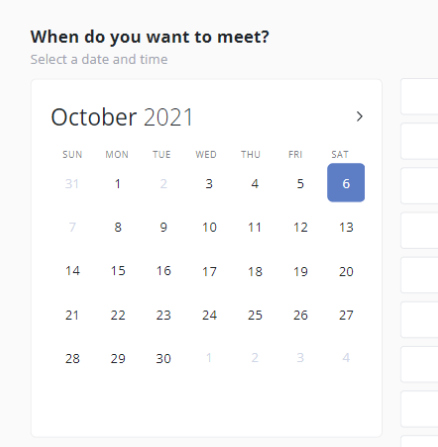 When do you want to meet?
Select a date and time
October 2021
SUN MON TUE WED THU FRI SAT
31 1 2 3 4 5 6
7 8 9 10 11 12 13
14 15 16 17 18 19 20
21 22 23 24 25 26 27
28 29 30 1 2 3 4